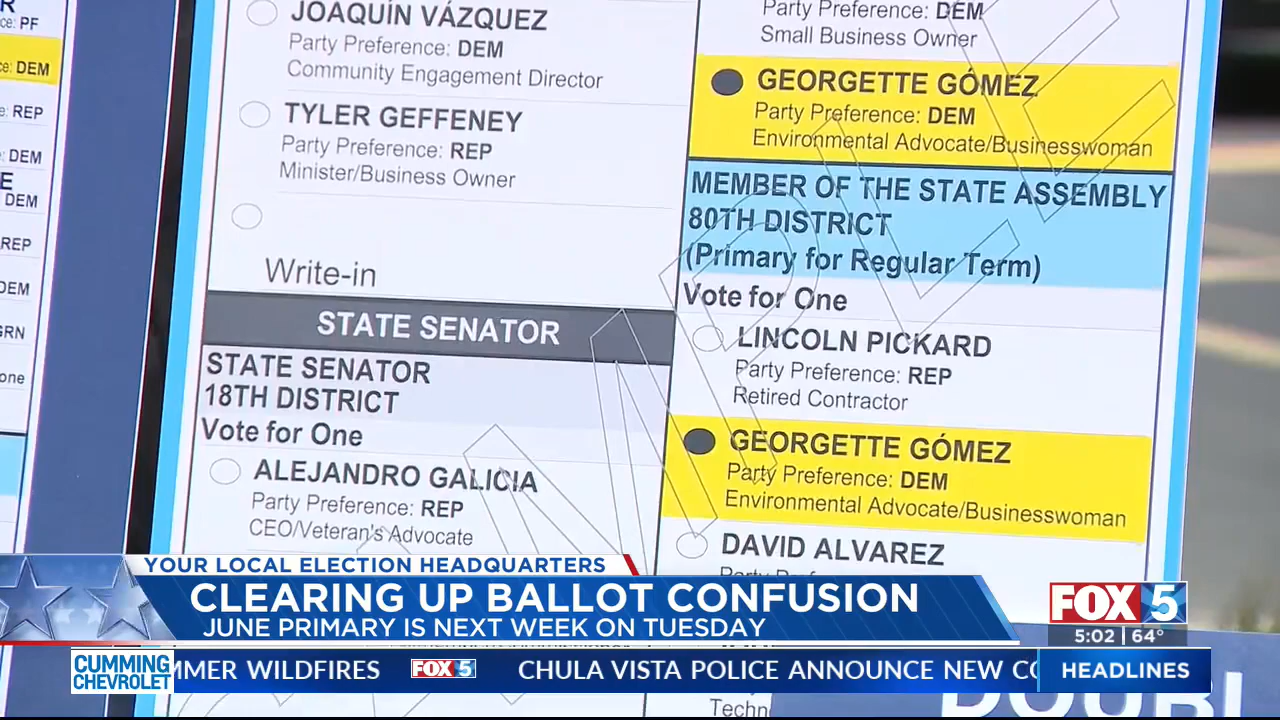 R
ce: PF
ce: DEM
e: REP
: DEM
E
DEM
REP
DEM
GRN
one
JOAQUÍN VÁZQUEZ
Party Preference: DEM
Community Engagement Director
TYLER GEFFENEY
Party Preference: REP
Minister/Business Owner
Write-in
STATE SENATOR
STATE SENATOR
18TH DISTRICT
Vote for One
ALEJANDRO GALICIA
Party Preference: REP
CEO/Veteran's Advocate
Party Preference: DEM
Small Business Owner
GEORGETTE GÓMEZ
Party Preference: DEM
Environmental Advocate/Businesswoman
MEMBER OF THE STATE ASSEMBLY
80TH DISTRICT
(Primary for Regular Term)
Vote for One
LINCOLN PICKARD
Party Preference: REP
Retired Contractor
GEORGETTE GÓMEZ
Party Preference: DEM
Environmental Advocate/Businesswoman
DAVID ALVAREZ
YOUR LOCAL ELECTION HEADQUARTERS
CLEARING UP BALLOT CONFUSION
JUNE PRIMARY IS NEXT WEEK ON TUESDAY
FOX 5
5:02 | 64°
CUMMING
CHEVROLET
MMER WILDFIRES FOX 5 CHULA VISTA POLICE ANNOUNCE NEW CO
HEADLINES
Techn
DOUBL